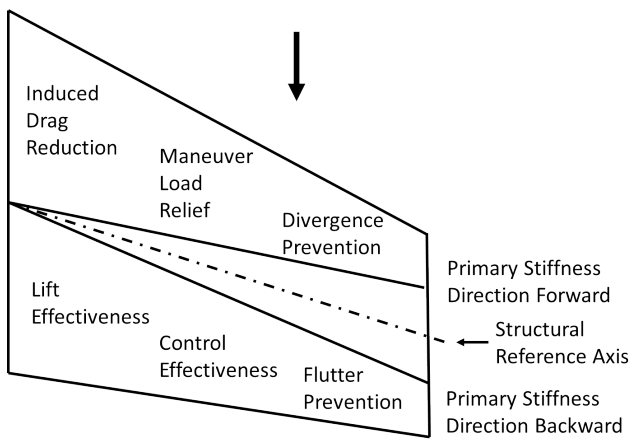 Induced
Drag
Reduction
Maneuver
Load
Relief
Divergence
Prevention
Primary Stiffness
Direction Forward
Structural
Reference Axis
Lift
Effectiveness
Control
Effectiveness
Flutter
Prevention
Primary Stiffness
Direction Backward